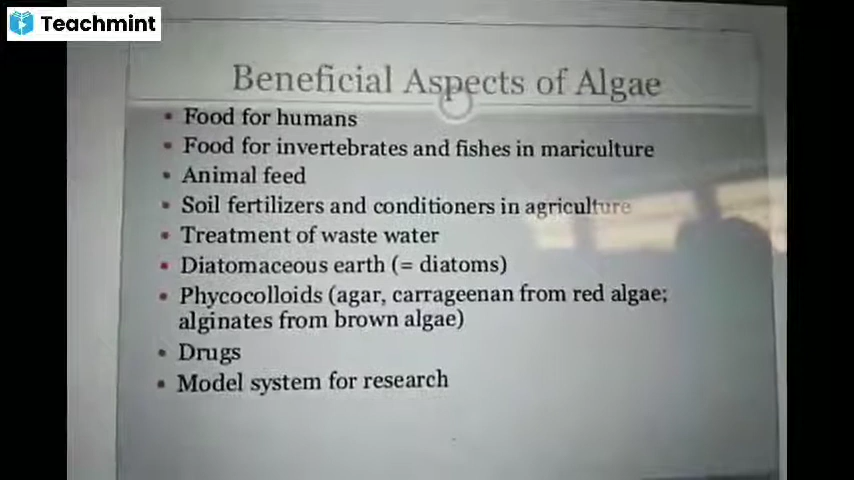 Teachmint
Beneficial Aspects of Algae
▪ Food for humans
▪ Food for invertebrates and fishes in mariculture
▪ Animal feed
▪ Soil fertilizers and conditioners in agriculture
▪ Treatment of waste water
▪ Diatomaceous earth (= diatoms)
▪ Phycocolloids (agar, carrageenan from red algae;
alginates from brown algae)
▪ Drugs
▪ Model system for research